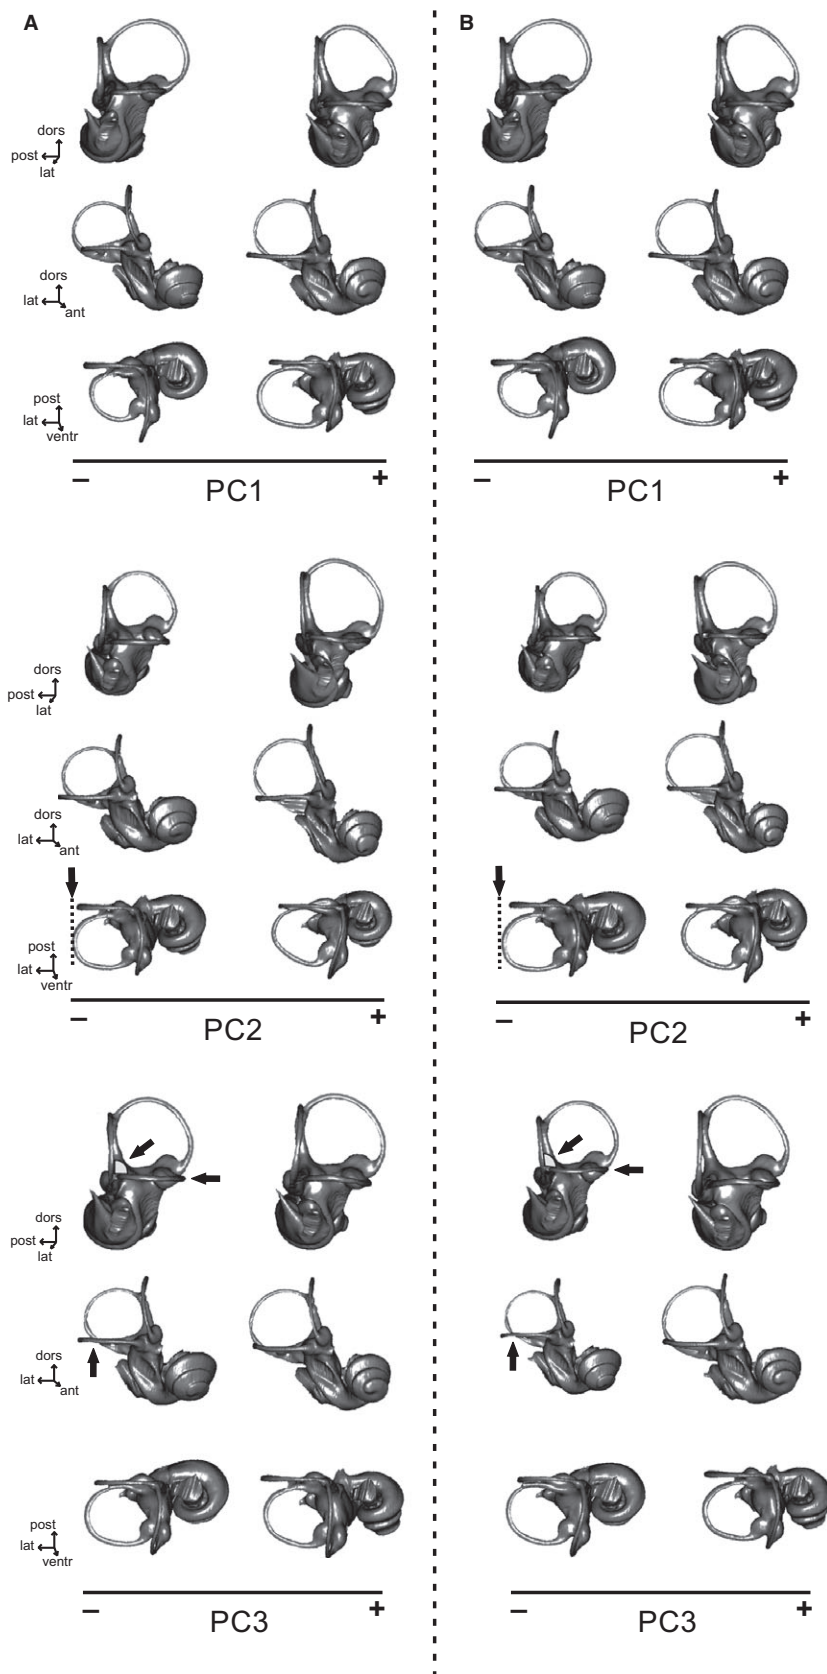 A
B
dors
post
lat
dors
lat
ant
post
lat
ventr
– +
PC1
– +
PC1
dors
post
lat
dors
lat
ant
post
lat
ventr
– +
PC2
– +
PC2
dors
post
lat
dors
lat
ant
post
lat
ventr
– +
PC3
– +
PC3